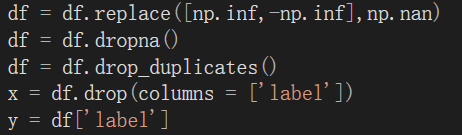 df = df.replace([np.inf,-np.inf],np.nan)
df = df.dropna()
df = df.drop_duplicates()
x = df.drop(columns = ['label'])
y = df['label']